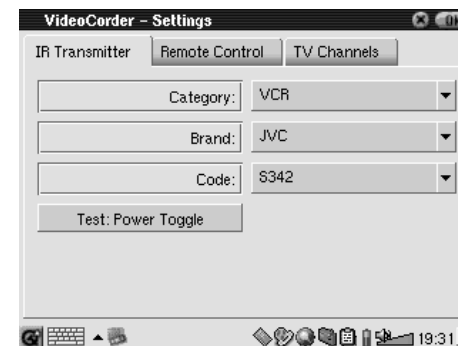 VideoCorder – Settings
IR Transmitter Remote Control TV Channels
Category: VCR
Brand: JVC
Code: S342
Test: Power Toggle
19:31